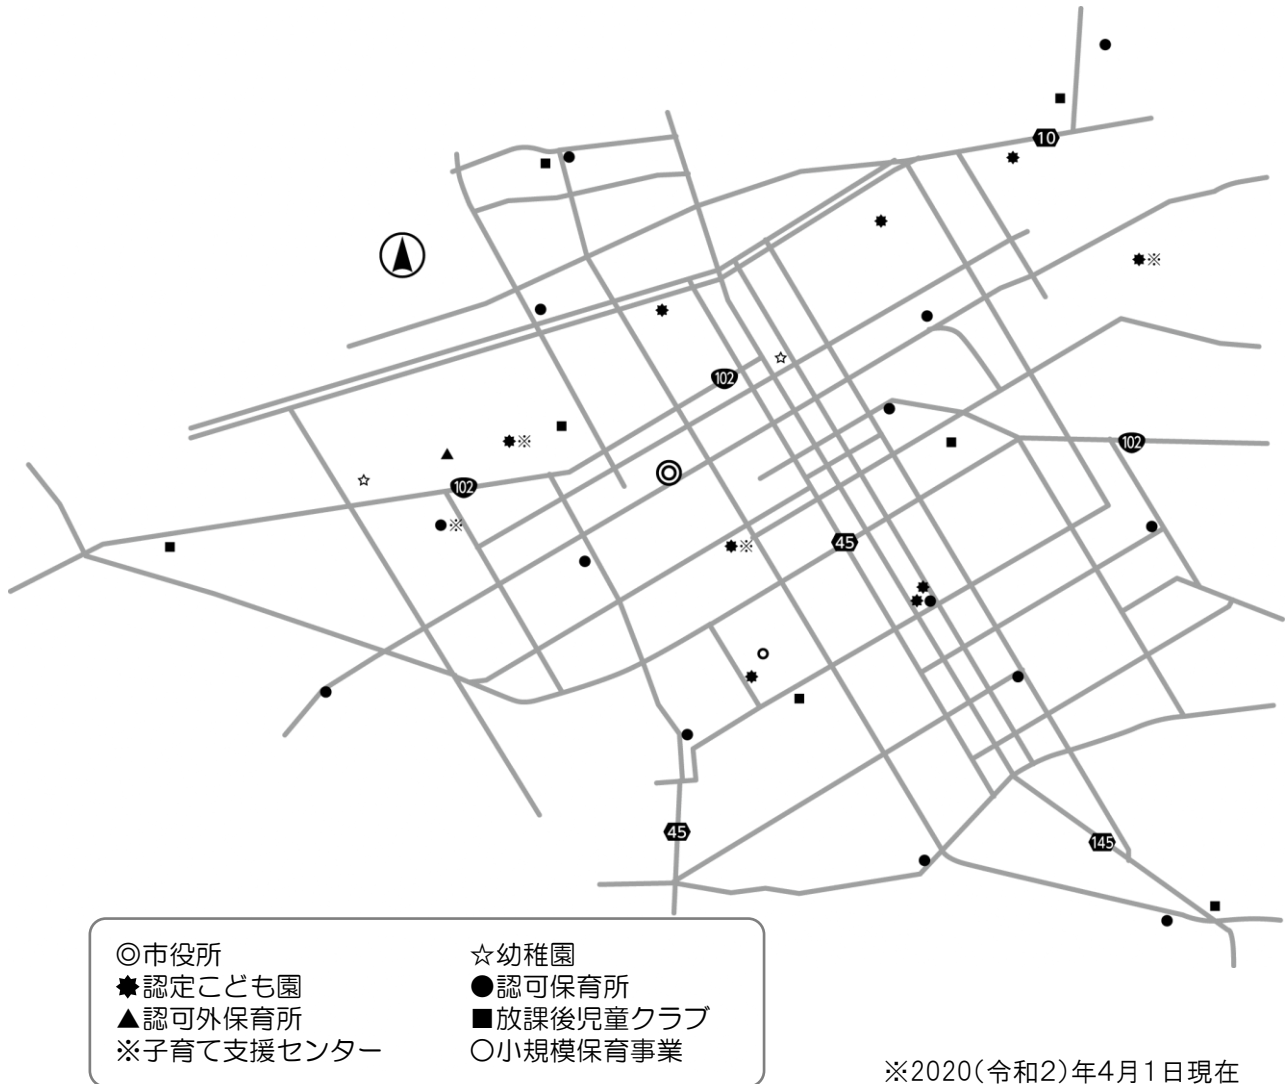 10
※
102
※
102
102
※
※
45
45
145
◎市役所
☆幼稚園
✸認定こども園
●認可保育所
▲認可外保育所
■放課後児童クラブ
※子育て支援センター
○小規模保育事業
※2020(令和2)年4月1日現在